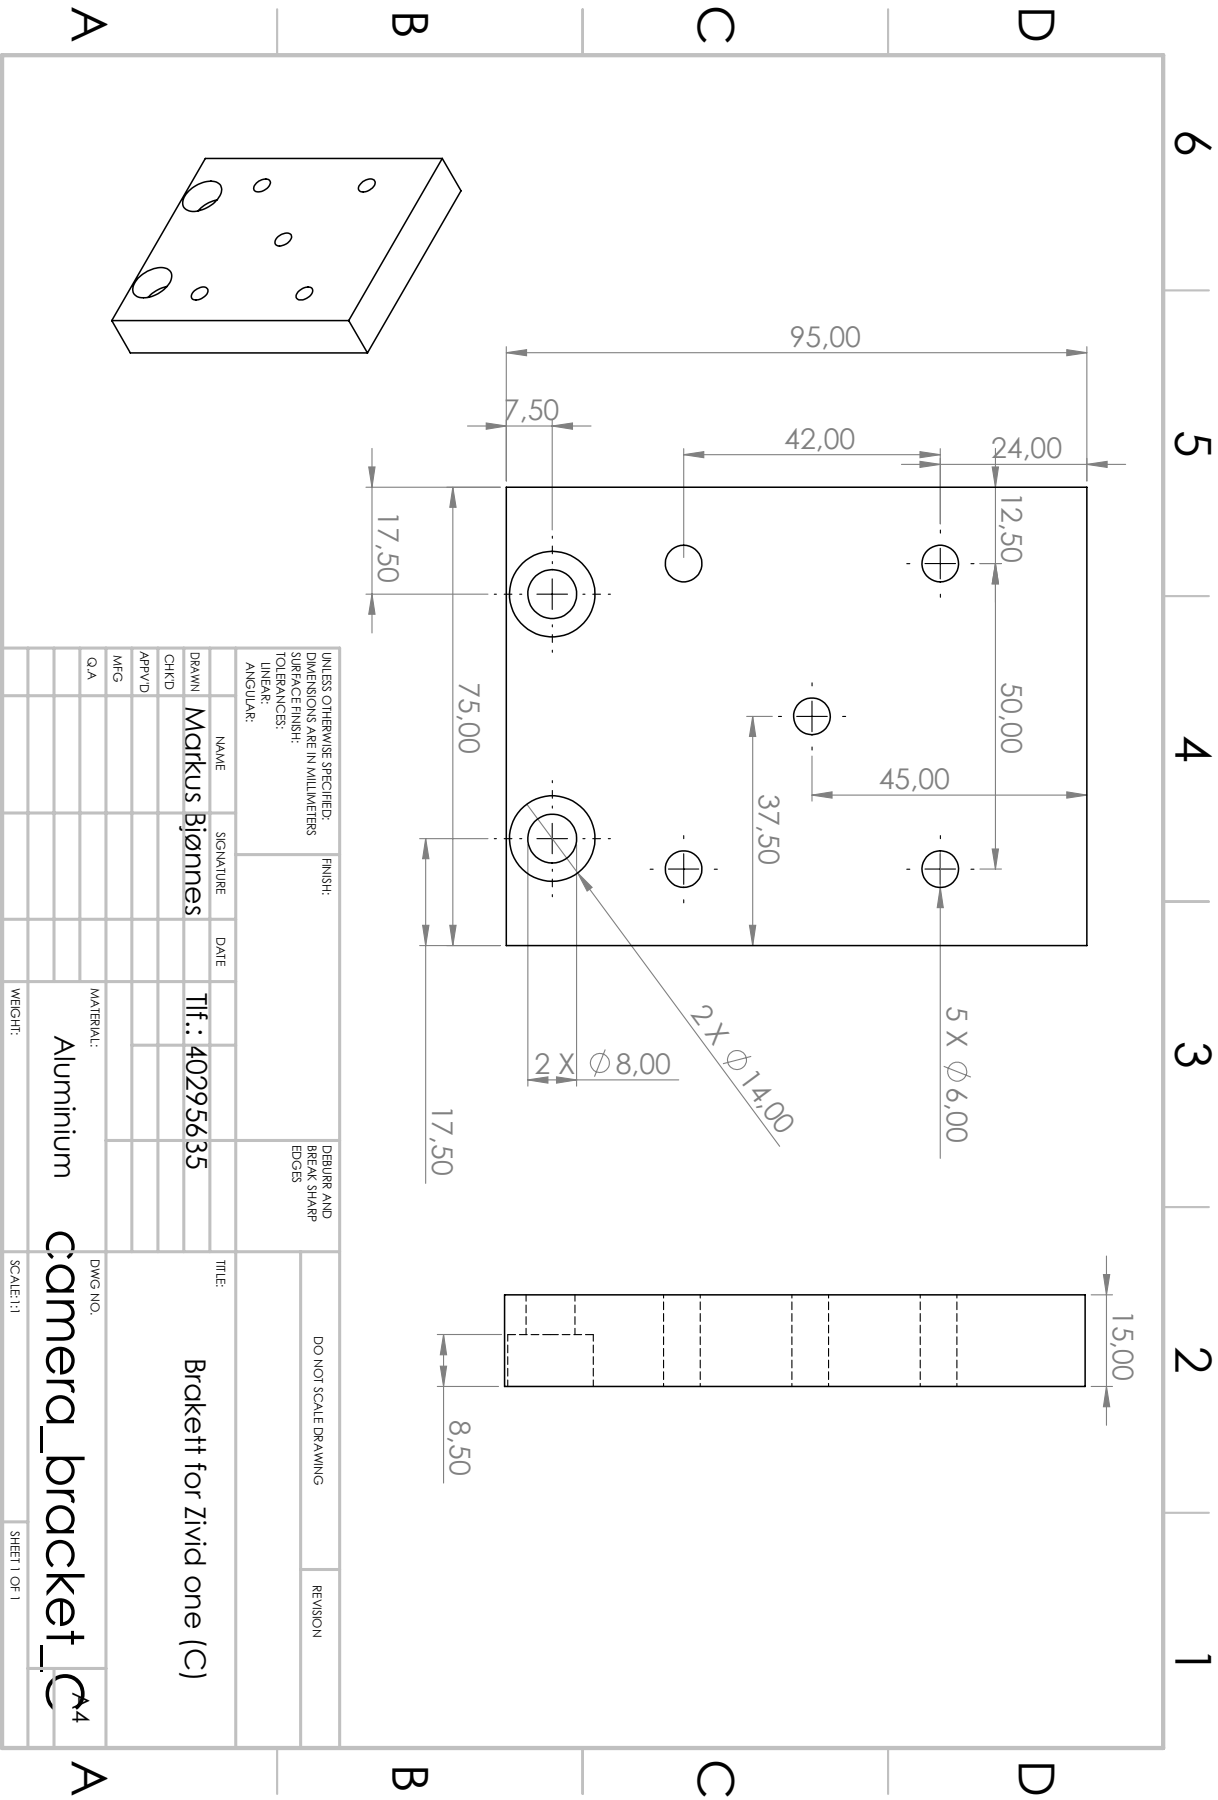 6
5
4
3
2
1
D
C
B
A
D
C
B
A
95,00
7,50
42,00
24,00
12,50
50,00
17,50
75,00
45,00
37,50
5 X ∅6,00
2 X ∅14,00
2 X ∅8,00
17,50
15,00
8,50
UNLESS OTHERWISE SPECIFIED:
DIMENSIONS ARE IN MILLIMETERS
SURFACE FINISH:
TOLERANCES:
LINEAR:
ANGULAR:
FINISH:
DEBURR AND
BREAK SHARP
EDGES
DO NOT SCALE DRAWING
REVISION
NAME
SIGNATURE
DATE
TITLE:
DRAWN
Markus Bjønnes
Tlf.: 40295635
Brakett for Zivid one (C)
CHK'D
APPV'D
MFG
Q.A
MATERIAL:
Aluminium
DWG NO.
Camera_bracket_C
A4
WEIGHT:
SCALE:1:1
SHEET 1 OF 1